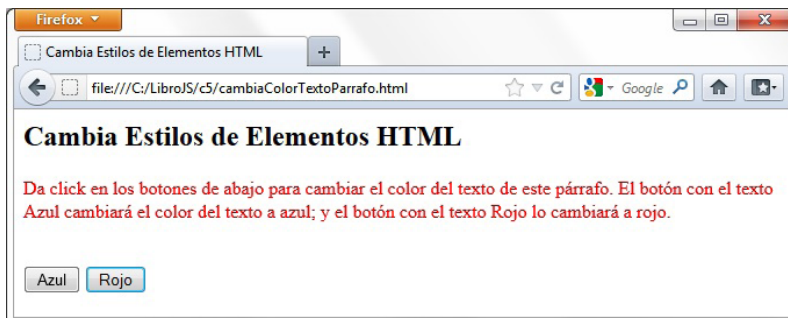 Firefox
Cambia Estilos de Elementos HTML
file:///C:/LibroJS/c5/cambiaColorTextoParrafo.html
Google
Cambia Estilos de Elementos HTML
Da click en los botones de abajo para cambiar el color del texto de este párrafo. El botón con el texto
Azul cambiará el color del texto a azul; y el botón con el texto Rojo lo cambiará a rojo.
Azul
Rojo